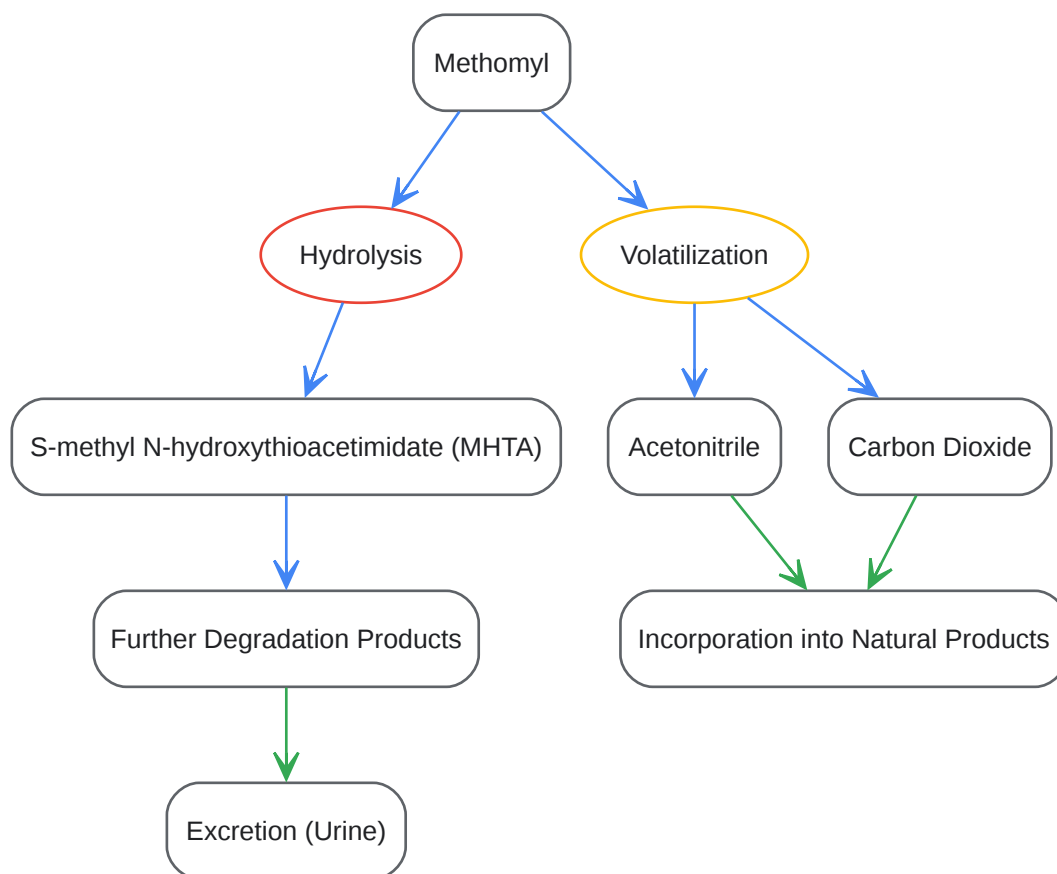 Methomyl
Hydrolysis
Volatilization
S-methyl N-hydroxythioacetimidate (MHTA)
Acetonitrile
Carbon Dioxide
Further Degradation Products
Incorporation into Natural Products
Excretion (Urine)